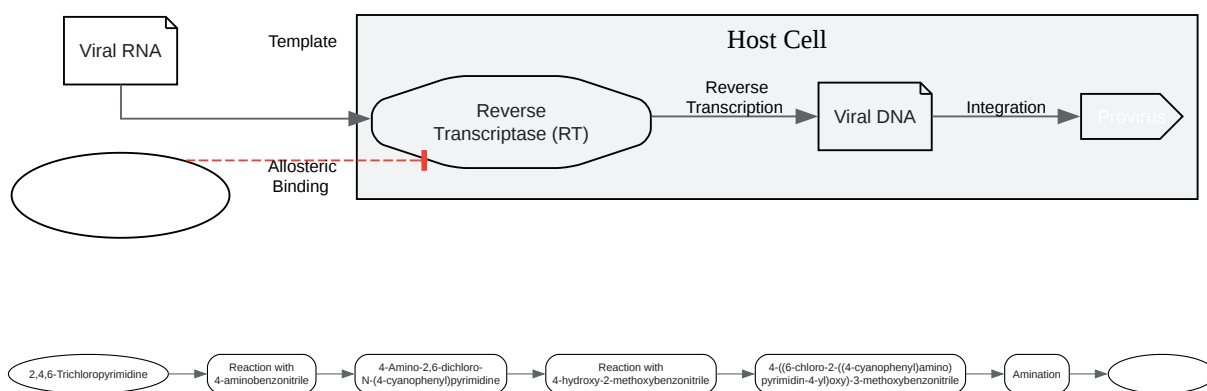 Viral RNA
Template
Host Cell
Reverse
Transcriptase (RT)
Reverse
Transcription
Viral DNA
Integration
Provirus
Allosteric
Binding
2,4,6-Trichloropyrimidine
Reaction with
4-aminobenzonitrile
4-Amino-2,6-dichloro-
N-(4-cyanophenyl)pyrimidine
Reaction with
4-hydroxy-2-methoxybenzonitrile
4-((6-chloro-2-((4-cyanophenyl)amino)
pyrimidin-4-yl)oxy)-3-methoxybenzonitrile
Amination